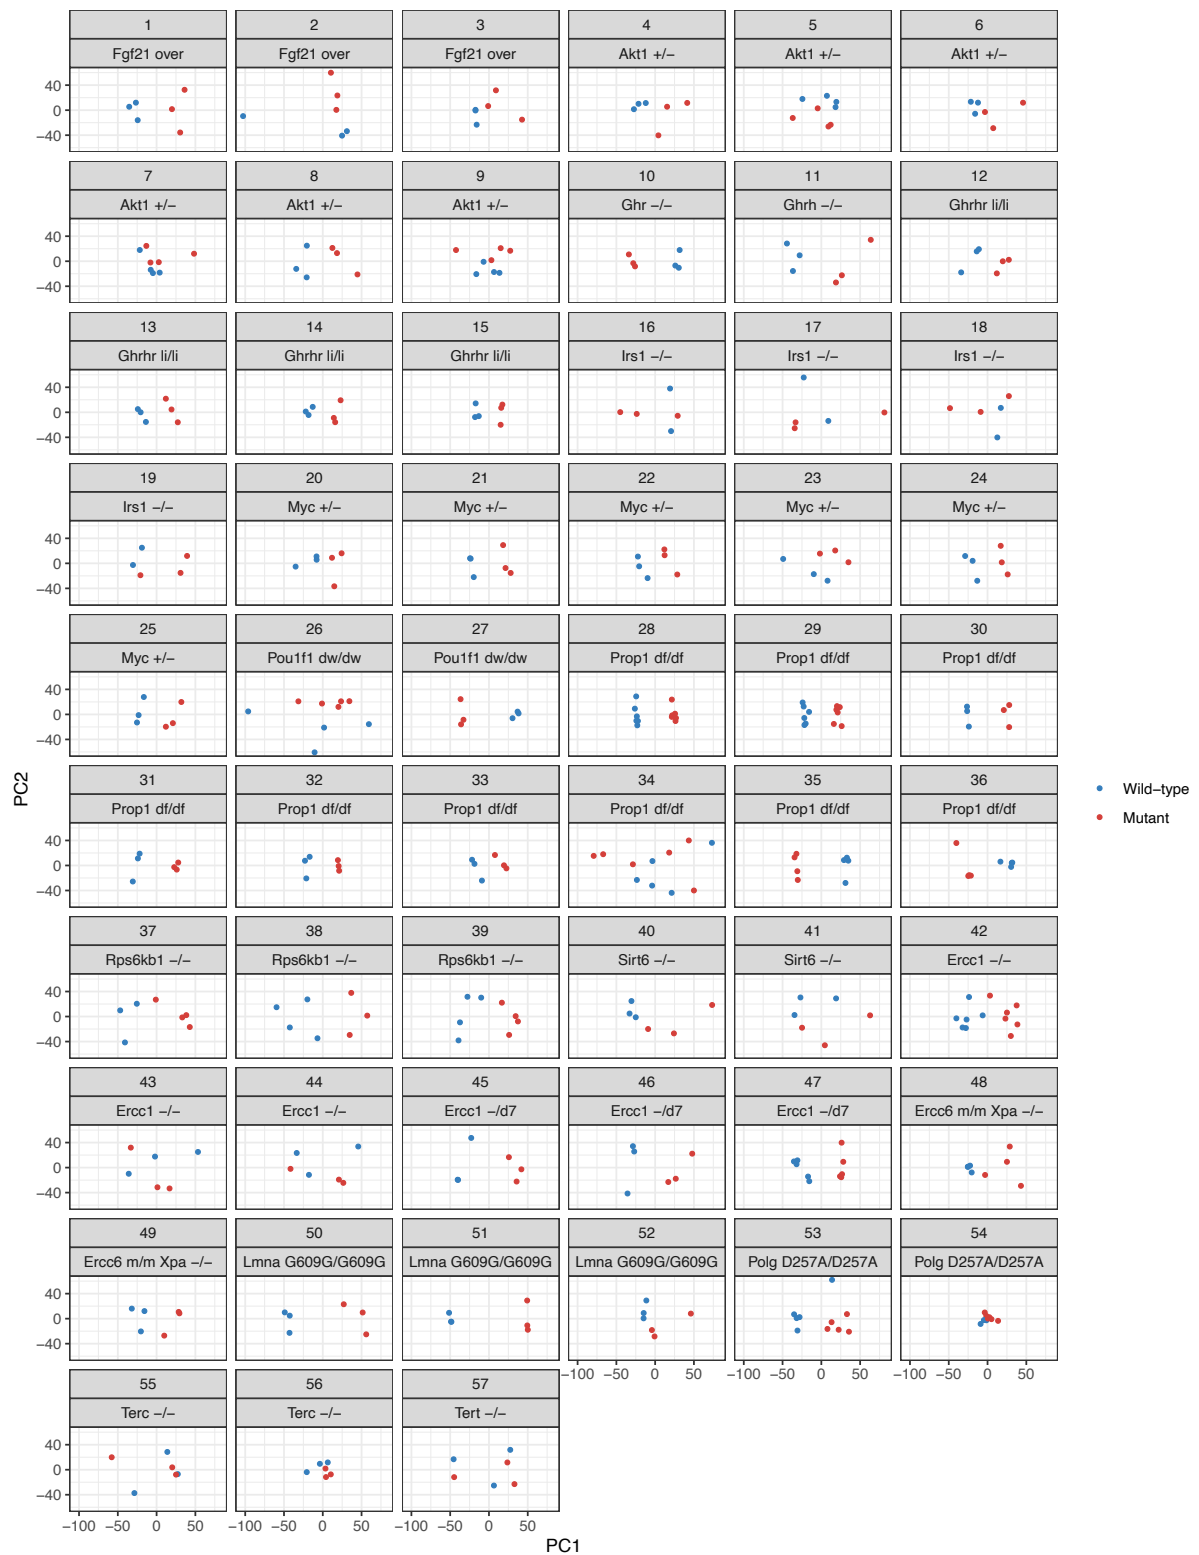 1 2 3 4 5 6
Fgf21 over Fgf21 over Fgf21 over Akt1 +/− Akt1 +/− Akt1 +/−
40
0
−40
7 8 9 10 11 12
Akt1 +/− Akt1 +/− Akt1 +/− Ghr −/− Ghrh −/− Ghrhr li/li
40
0
−40
13 14 15 16 17 18
Ghrhr li/li Ghrhr li/li Ghrhr li/li Irs1 −/− Irs1 −/− Irs1 −/−
40
0
−40
19 20 21 22 23 24
Irs1 −/− Myc +/− Myc +/− Myc +/− Myc +/− Myc +/−
40
0
−40
25 26 27 28 29 30
Myc +/− Pou1f1 dw/dw Pou1f1 dw/dw Prop1 df/df Prop1 df/df Prop1 df/df
40
0
−40
31 32 33 34 35 36
Prop1 df/df Prop1 df/df Prop1 df/df Prop1 df/df Prop1 df/df Prop1 df/df
40
0
−40
37 38 39 40 41 42
Rps6kb1 −/− Rps6kb1 −/− Rps6kb1 −/− Sirt6 −/− Sirt6 −/− Ercc1 −/−
40
0
−40
43 44 45 46 47 48
Ercc1 −/− Ercc1 −/− Ercc1 −/d7 Ercc1 −/d7 Ercc1 −/d7 Ercc6 m/m Xpa −/−
40
0
−40
49 50 51 52 53 54
Ercc6 m/m Xpa −/− Lmna G609G/G609G Lmna G609G/G609G Lmna G609G/G609G Polg D257A/D257A Polg D257A/D257A
40
0
−40
−100 −50 0 50 −100 −50 0 50 −100 −50 0 50
55 56 57
Terc −/− Terc −/− Tert −/−
40
0
−40
−100 −50 0 50 −100 −50 0 50 −100 −50 0 50
PC1
PC2
Wild−type
Mutant